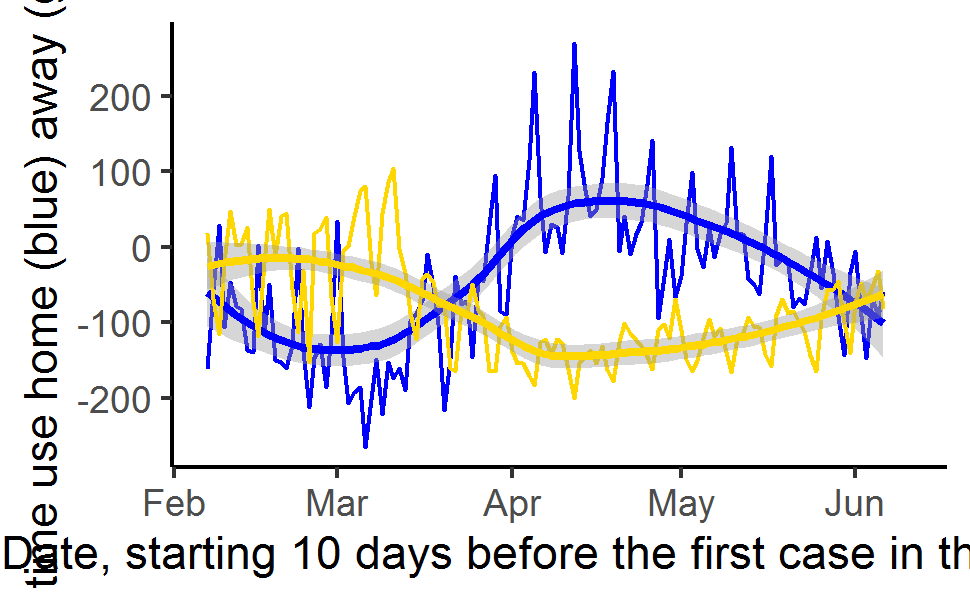 time use home (blue) away (
200
100
0
-100
-200
Feb Mar Apr May Jun
Date, starting 10 days before the first case in th